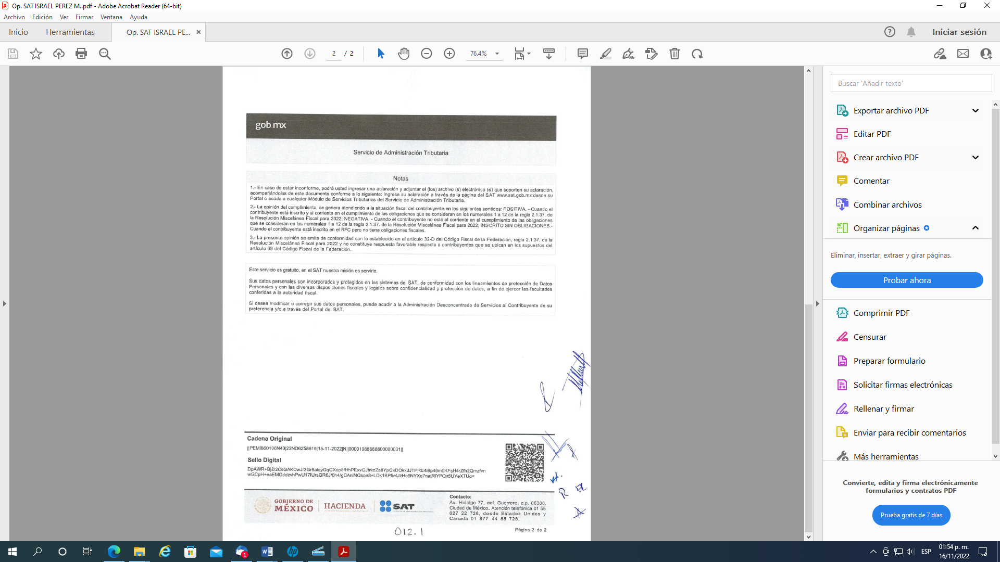 Op. SAT ISRAEL PEREZ M..pdf - Adobe Acrobat Reader (64-bit)
Archivo Edición Ver Firmar Ventana Ayuda
Inicio Herramientas Op. SAT ISRAEL PE... Iniciar sesión
2 / 2 76.4%
gob mx
Servicio de Administración Tributaria
Notas
1.- En caso de estar inconforme, podrá usted ingresar una aclaración y adjuntar el (los) archivo (s) electrónico (s) que soporten su aclaración,
acompañándolos de este documento conforme a lo siguiente: Ingrese su aclaración a través de la página del SAT www.sat.gob.mx desde su
Portal ó acuda a cualquier Módulo de Servicios Tributarios del Servicio de Administración Tributaria.
2.- La opinión del cumplimiento, se genera atendiendo a la situación fiscal del contribuyente en los siguientes sentidos: POSITIVA. - Cuando el
contribuyente está inscrito y al corriente en el cumplimiento de las obligaciones que se consideran en los numerales 1 a 12 de la regla 2.1.37. de
la Resolución Miscelánea Fiscal para 2022; NEGATIVA. - Cuando el contribuyente no esté al corriente en el cumplimiento de las obligaciones
que se consideran en los numerales 1 a 12 de la regla 2.1.37. de la Resolución Miscelánea Fiscal para 2022; INSCRITO SIN OBLIGACIONES.-
Cuando el contribuyente está inscrito en el RFC pero no tiene obligaciones fiscales.
3.- La presente opinión se emite de conformidad con lo establecido en el artículo 32-D del Código Fiscal de la Federación, regla 2.1.37. de la
Resolución Miscelánea Fiscal para 2022 y no constituye respuesta favorable respecto a contribuyentes que se ubican en los supuestos del
artículo 69 del Código Fiscal de la Federación.
Este servicio es gratuito, en el SAT nuestra misión es servirle.
Sus datos personales son incorporados y protegidos en los sistemas del SAT, de conformidad con los lineamientos de protección de Datos
Personales y con las diversas disposiciones fiscales y legales sobre confidencialidad y protección de datos, a fin de ejercer las facultades
conferidas a la autoridad fiscal.
Si desea modificar o corregir sus datos personales, puede acudir a la Administración Desconcentrada de Servicios al Contribuyente de su
preferencia y/o a través del Portal del SAT.
Cadena Original
||PEMI860106N40|22ND6258616|15-11-2022|N||00001088888800000031||
Sello Digital
GOBIERNO DE
MÉXICO
HACIENDA
SAT
Contacto:
Av. Hidalgo 77, col. Guerrero, c.p. 06300,
Ciudad de México. Atención telefónica 01 55
627 22 728, desde Estados Unidos y
Canadá 01 877 44 88 728.
Página 2 de 2
012.1
Buscar 'Añadir texto'
Exportar archivo PDF
Editar PDF
Crear archivo PDF
Comentar
Combinar archivos
Organizar páginas
Eliminar, insertar, extraer y girar páginas.
Probar ahora
Comprimir PDF
Censurar
Preparar formulario
Solicitar firmas electrónicas
Rellenar y firmar
Enviar para recibir comentarios
Más herramientas
Convierte, edita y firma electrónicamente
formularios y contratos PDF
Prueba gratis de 7 días
1
ESP
01:54 p. m.
16/11/2022